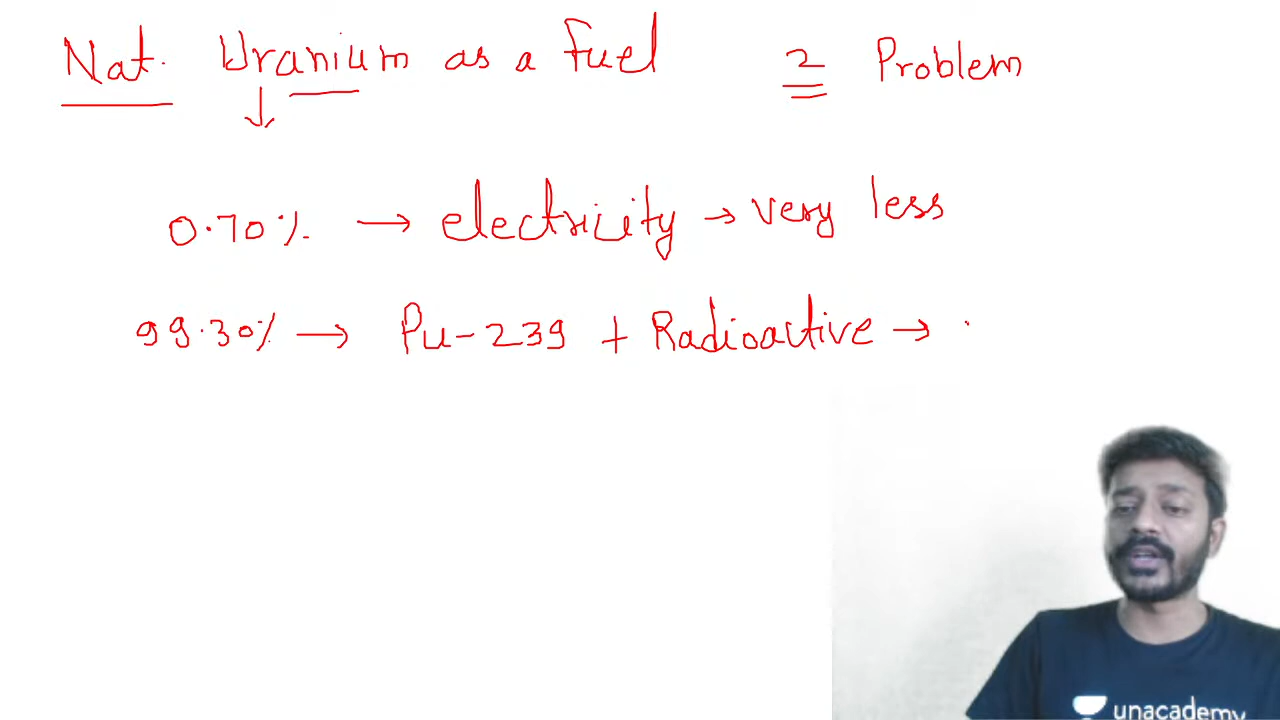 Nat. Uranium as a Fuel 2 Problem
↓
0.70% → electricity → very less
99.30% → Pu-239 + Radioactive →
unacademy